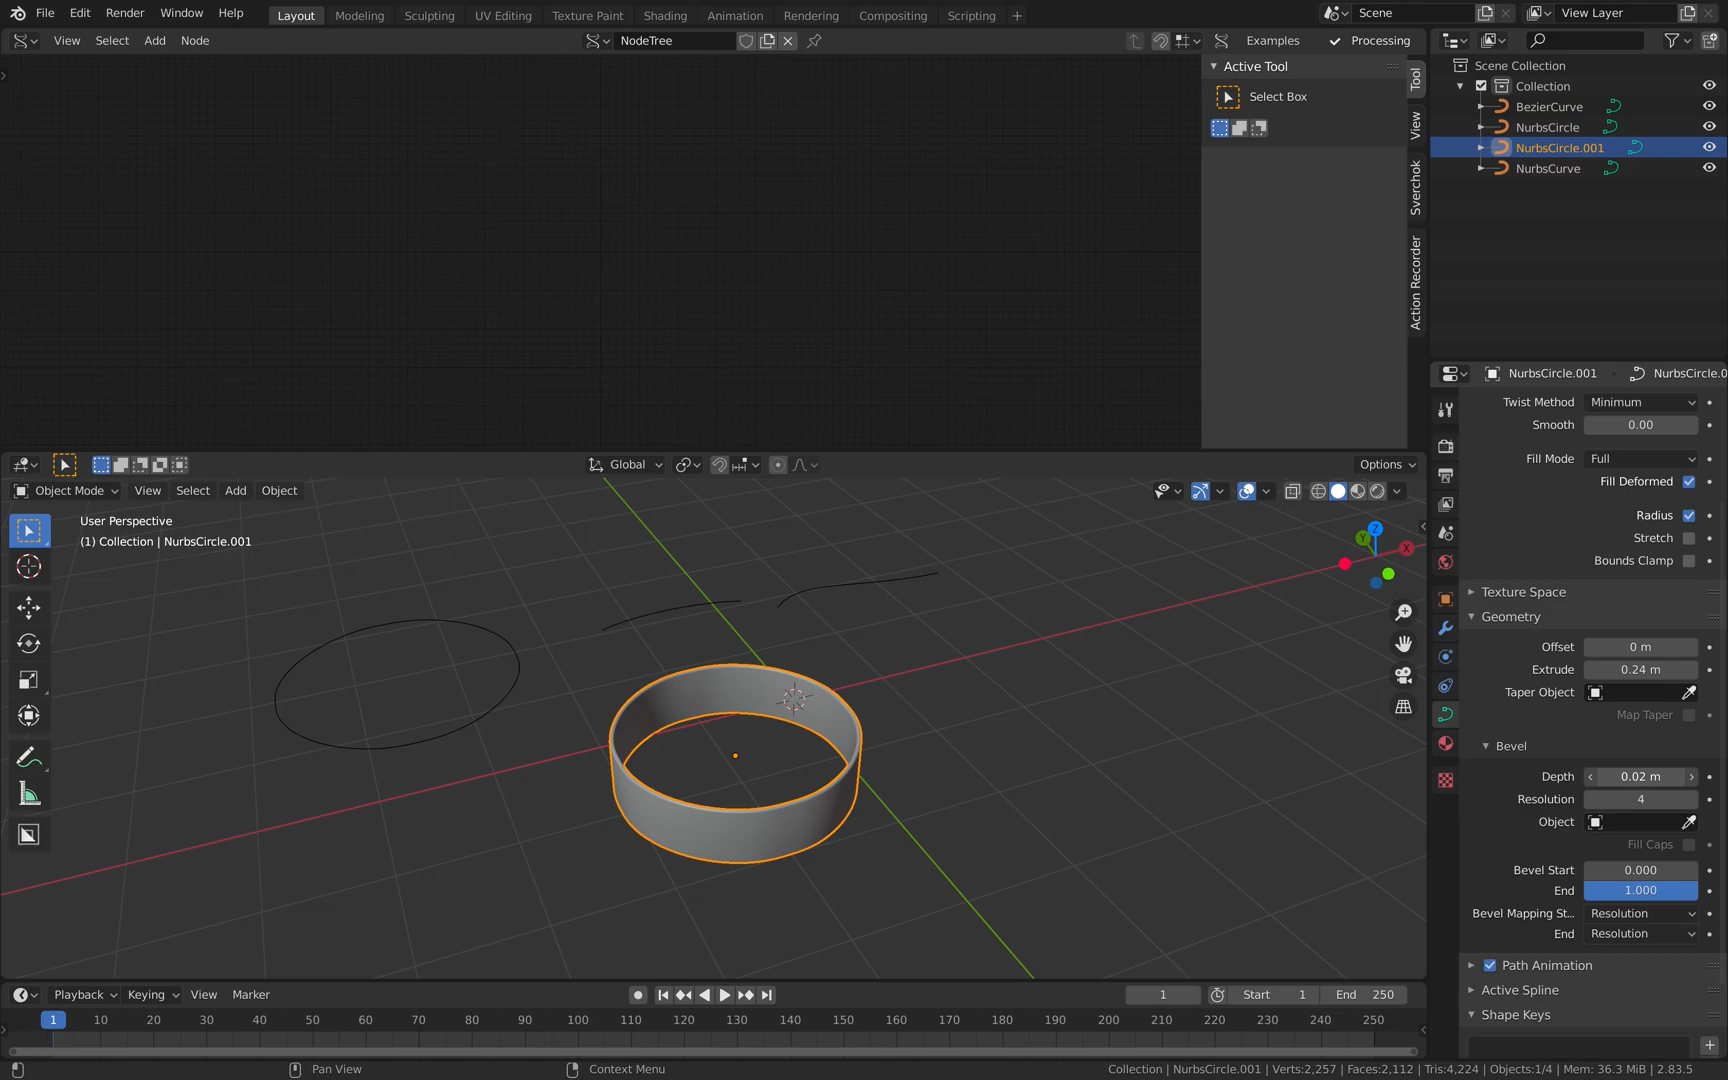 File Edit Render Window Help Layout Modeling Sculpting UV Editing Texture Paint Shading Animation Rendering Compositing Scripting + Scene View Layer
View Select Add Node NodeTree Examples Processing
Active Tool
Select Box
Tool
View
Sverchok
Action Recorder
Scene Collection
Collection
BezierCurve
NurbsCircle
NurbsCircle.001
NurbsCurve
NurbsCircle.001 NurbsCircle.0
Twist Method Minimum
Smooth 0.00
Fill Mode Full
Fill Deformed
Radius
Stretch
Bounds Clamp
Texture Space
Geometry
Offset 0 m
Extrude 0.24 m
Taper Object
Map Taper
Bevel
Depth 0.02 m
Resolution 4
Object
Fill Caps
Bevel Start 0.000
End 1.000
Bevel Mapping St... Resolution
End Resolution
Path Animation
Active Spline
Shape Keys
Global Options
Object Mode View Select Add Object
User Perspective
(1) Collection | NurbsCircle.001
Z
Y
X
Playback Keying View Marker 1 Start 1 End 250
1 10 20 30 40 50 60 70 80 90 100 110 120 130 140 150 160 170 180 190 200 210 220 230 240 250
Pan View Context Menu Collection | NurbsCircle.001 | Verts:2,257 | Faces:2,112 | Tris:4,224 | Objects:1/4 | Mem: 36.3 MiB | 2.83.5